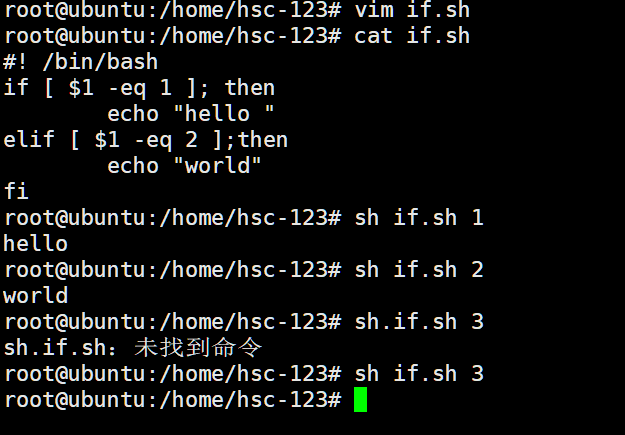 root@ubuntu:/home/hsc-123# vim if.sh
root@ubuntu:/home/hsc-123# cat if.sh
#! /bin/bash
if [ $1 -eq 1 ]; then
        echo "hello "
elif [ $1 -eq 2 ];then
        echo "world"
fi
root@ubuntu:/home/hsc-123# sh if.sh 1
hello
root@ubuntu:/home/hsc-123# sh if.sh 2
world
root@ubuntu:/home/hsc-123# sh.if.sh 3
sh.if.sh：未找到命令
root@ubuntu:/home/hsc-123# sh if.sh 3
root@ubuntu:/home/hsc-123#